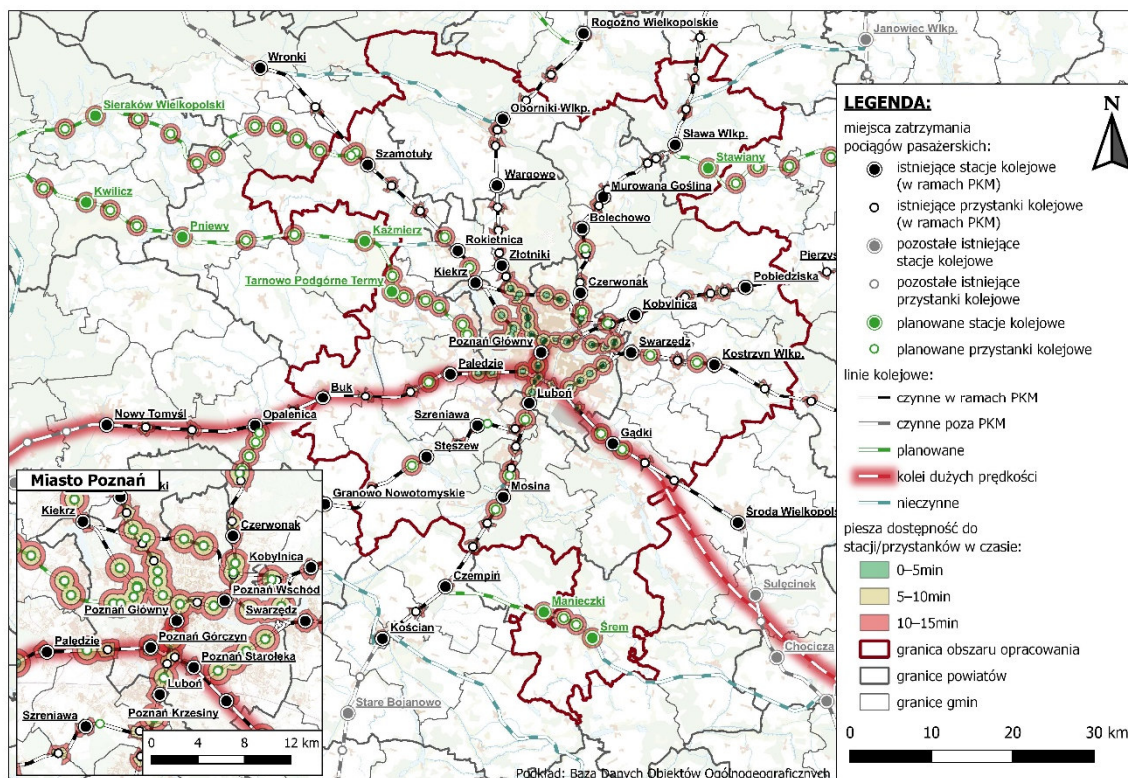 Rogoźno Wielkopolskie
Janowiec Wlkp.
Wronki
Sieraków Wielkopolski
Oborniki Wlkp.
Sława Wlkp.
Szamotuły
Stawiany
Kwilicz
Wargowo
Murowana Goślina
Bolechowo
Pniewy
Kaźmierz
Rokietnica
Złotniki
Kiekrz
Pobiedziska
Tarnowo Podgórne Termy
Czerwonak
Kobylnica
Poznań Główny
Swarzędz
Kostrzyn Wlkp.
Palędzie
Buk
Luboń
Nowy Tomyśl
Opalenica
Szreniawa
Gądki
Stęszew
Mosina
Granowo Nowotomyskie
Czempiń
Sulęcinek
Manieczki
Śrem
Kościan
Chocicza
Stare Bojanowo
Podkład: Baza Danych Obiektów Ogólnogeograficznych
Miasto Poznań
Kiekrz
Czerwonak
Kobylnica
Poznań Wschód
Poznań Główny
Swarzędz
Palędzie
Poznań Górczyn
Poznań Starołęka
Luboń
Szreniawa
Poznań Krzesiny
0 4 8 12 km
LEGENDA:
N
miejsca zatrzymania
pociągów pasażerskich:
istniejące stacje kolejowe
(w ramach PKM)
istniejące przystanki kolejowe
(w ramach PKM)
pozostałe istniejące
stacje kolejowe
pozostałe istniejące
przystanki kolejowe
planowane stacje kolejowe
planowane przystanki kolejowe
linie kolejowe:
czynne w ramach PKM
czynne poza PKM
planowane
kolei dużych prędkości
nieczynne
piesza dostępność do
stacji/przystanków w czasie:
0–5min
5–10min
10–15min
granica obszaru opracowania
granice powiatów
granice gmin
0 10 20 30 km